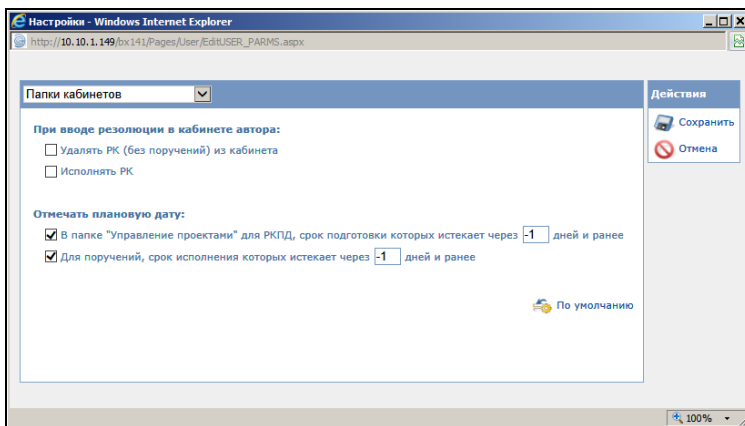 Настройки - Windows Internet Explorer
http://10.10.1.149/bx141/Pages/User/EditUSER_PARMS.aspx
Папки кабинетов
Действия
При вводе резолюции в кабинете автора:
Сохранить
Удалять РК (без поручений) из кабинета
Отмена
Исполнять РК
Отмечать плановую дату:
В папке "Управление проектами" для РКПД, срок подготовки которых истекает через -1 дней и ранее
Для поручений, срок исполнения которых истекает через -1 дней и ранее
По умолчанию
100%